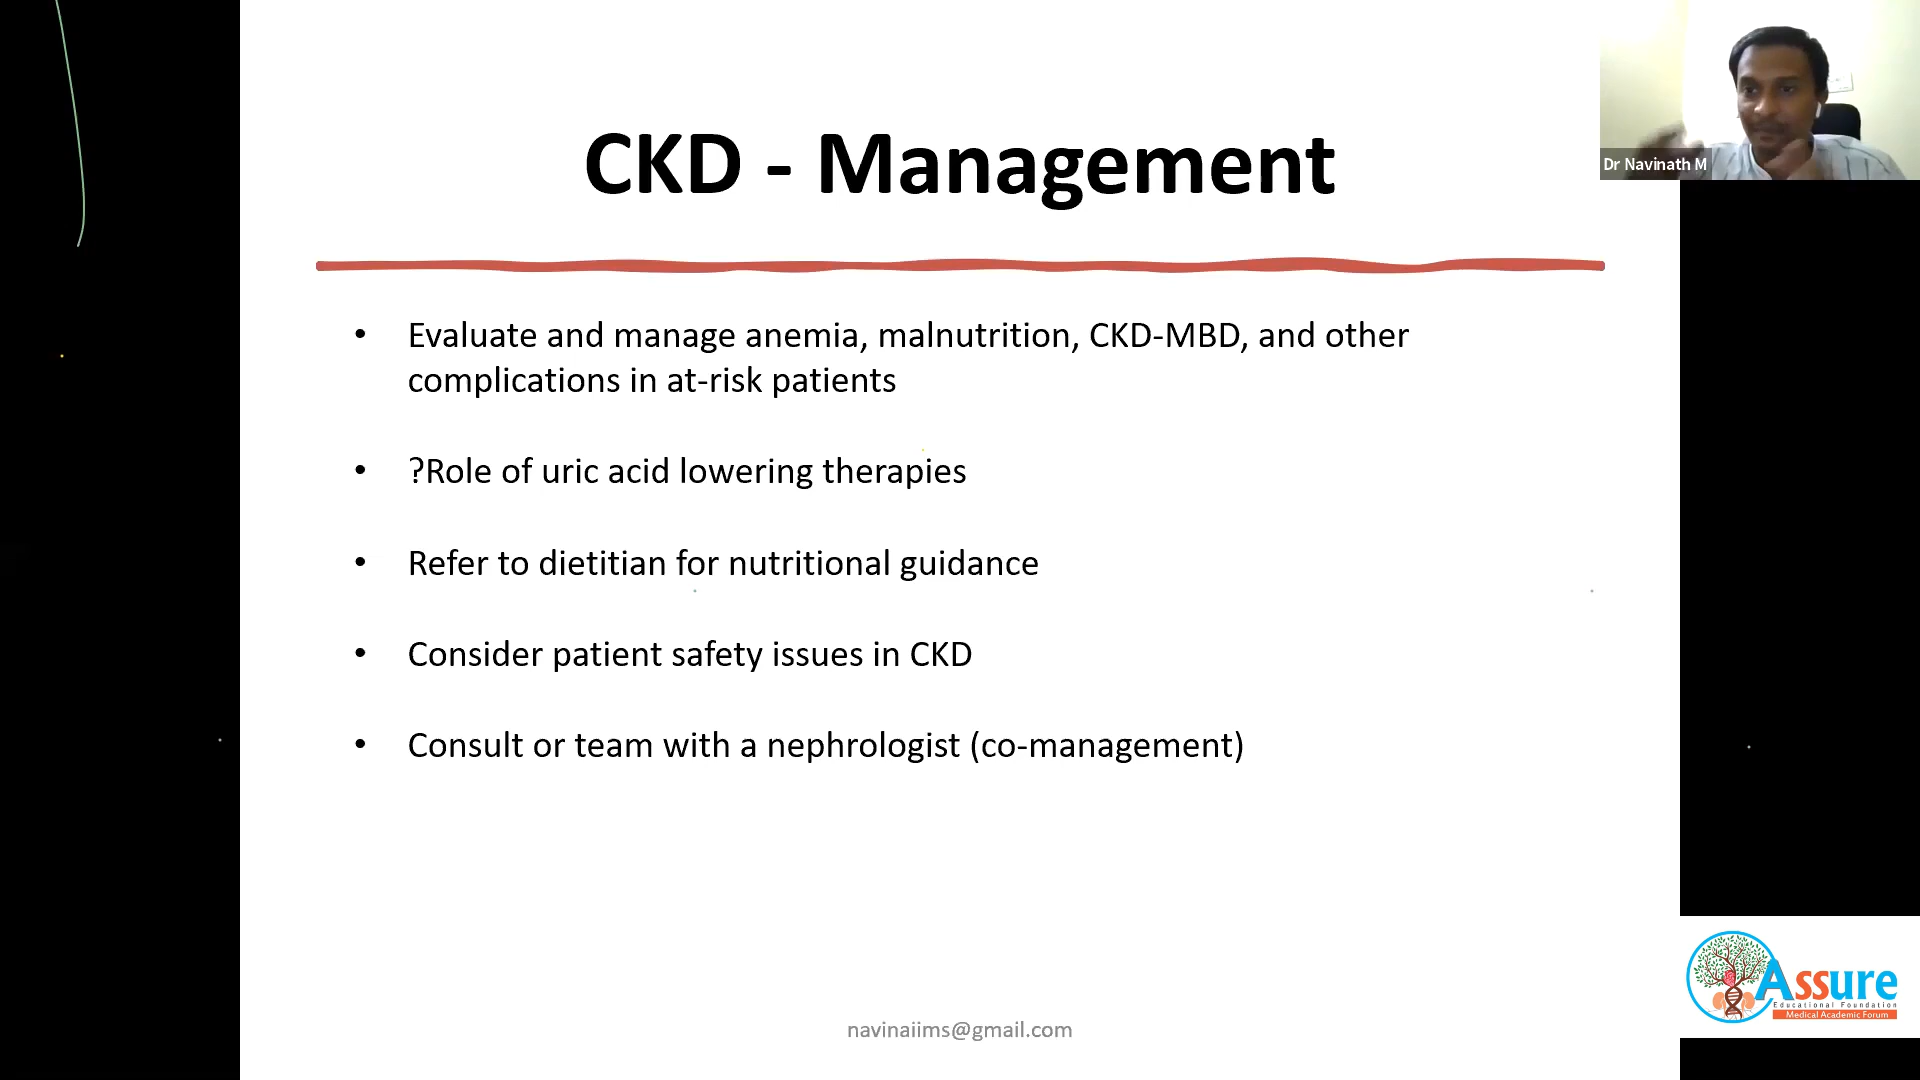 CKD - Management
Dr Navinath M
• Evaluate and manage anemia, malnutrition, CKD-MBD, and other
complications in at-risk patients
• ?Role of uric acid lowering therapies
• Refer to dietitian for nutritional guidance
• Consider patient safety issues in CKD
• Consult or team with a nephrologist (co-management)
Assure
Educational Foundation
Medical Academic Forum
navinaiims@gmail.com